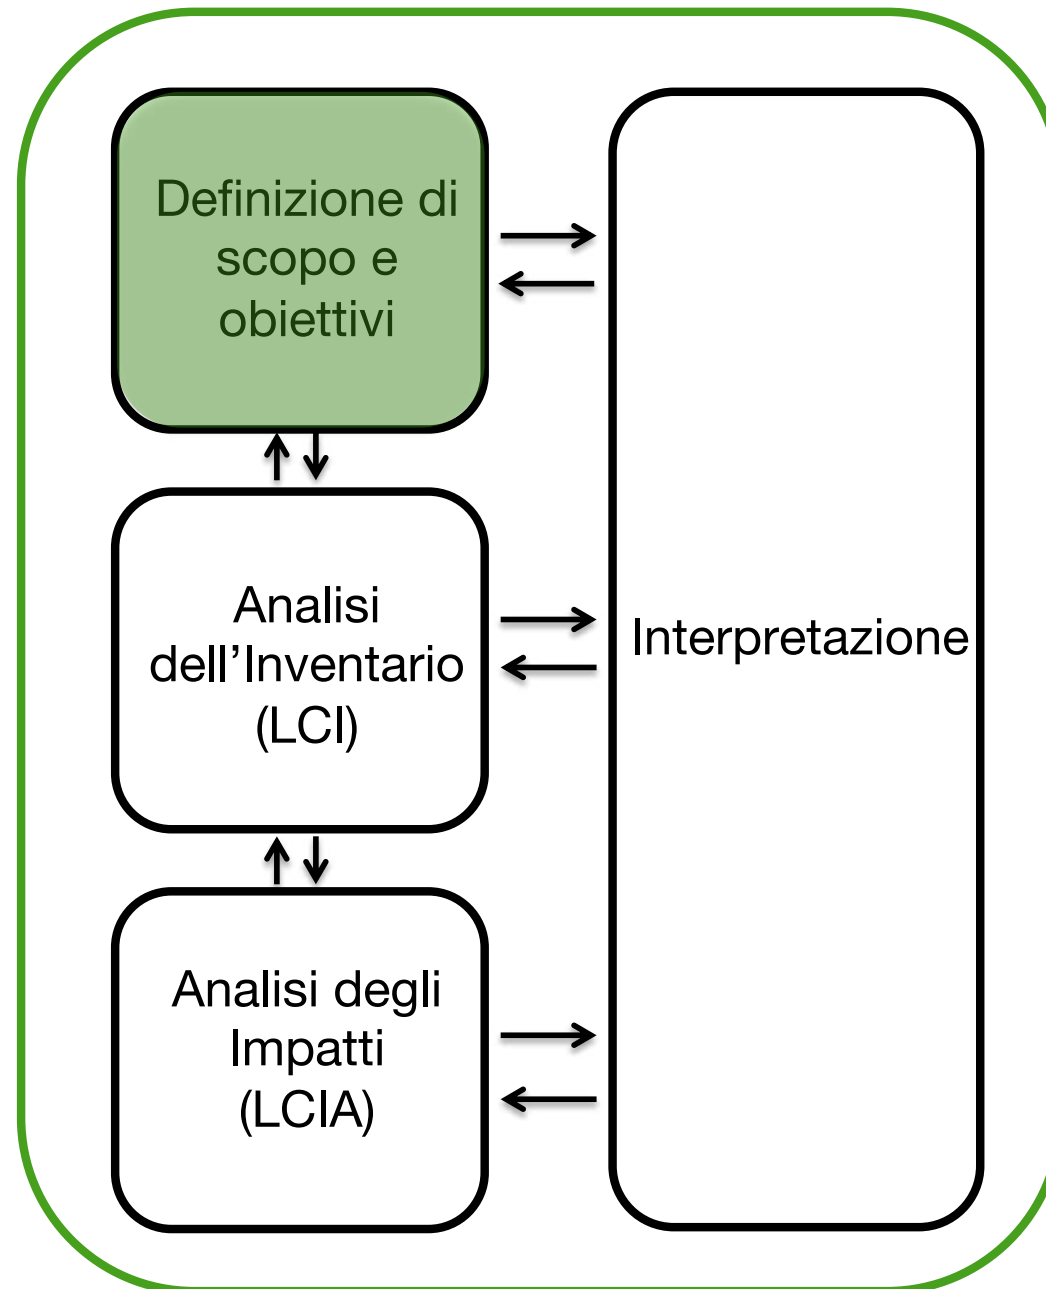 Definizione di
scopo e
obiettivi
Analisi
dell’Inventario
(LCI)
Interpretazione
Analisi degli
Impatti
(LCIA)